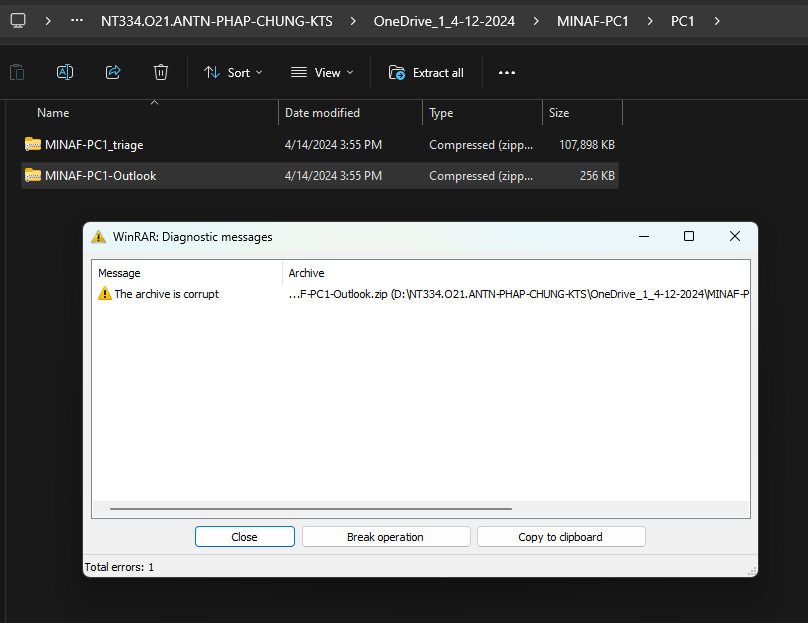 NT334.O21.ANTN-PHAP-CHUNG-KTS > OneDrive_1_4-12-2024 > MINAF-PC1 > PC1 >
Sort View Extract all
Name Date modified Type Size
MINAF-PC1_triage 4/14/2024 3:55 PM Compressed (zipp... 107,898 KB
MINAF-PC1-Outlook 4/14/2024 3:55 PM Compressed (zipp... 256 KB
WinRAR: Diagnostic messages
Message Archive
The archive is corrupt ...F-PC1-Outlook.zip (D:\NT334.O21.ANTN-PHAP-CHUNG-KTS\OneDrive_1_4-12-2024\MINAF-P
Close Break operation Copy to clipboard
Total errors: 1